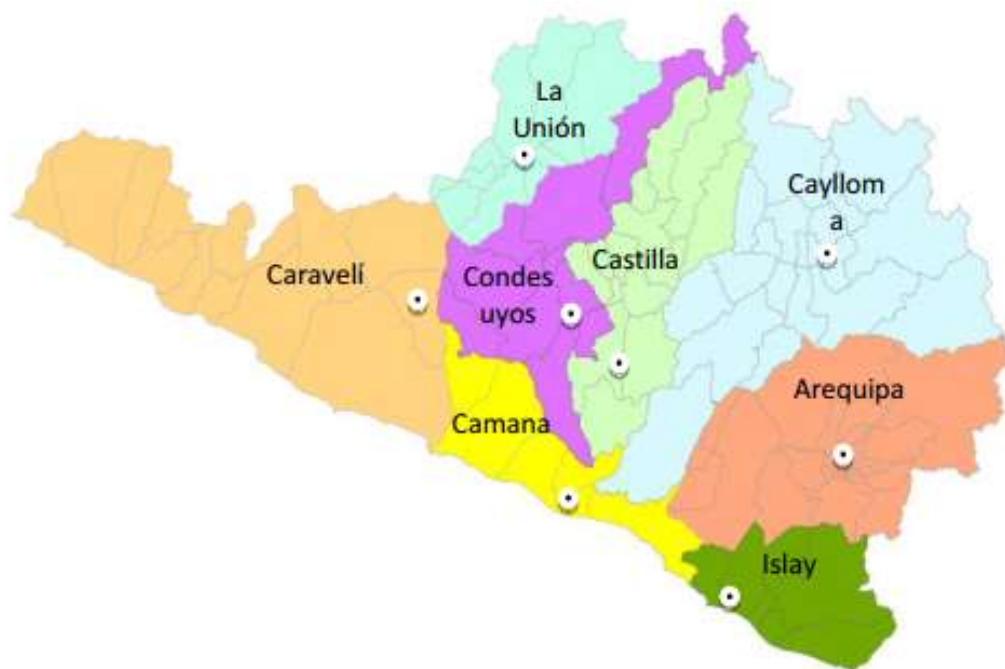 La
Unión
Cayllom
a
Caravelí
Condes
uyos
Castilla
Arequipa
Camana
Islay